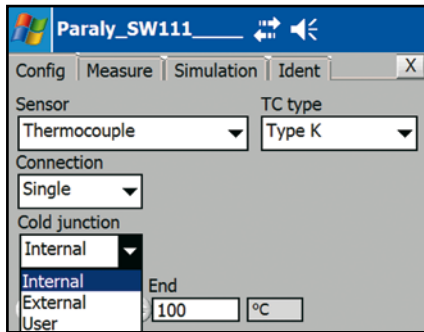 Paraly_SW111____
Config Measure Simulation Ident X
Sensor TC type
Thermocouple Type K
Connection
Single
Cold junction
Internal
Internal
External
User
End
100 °C